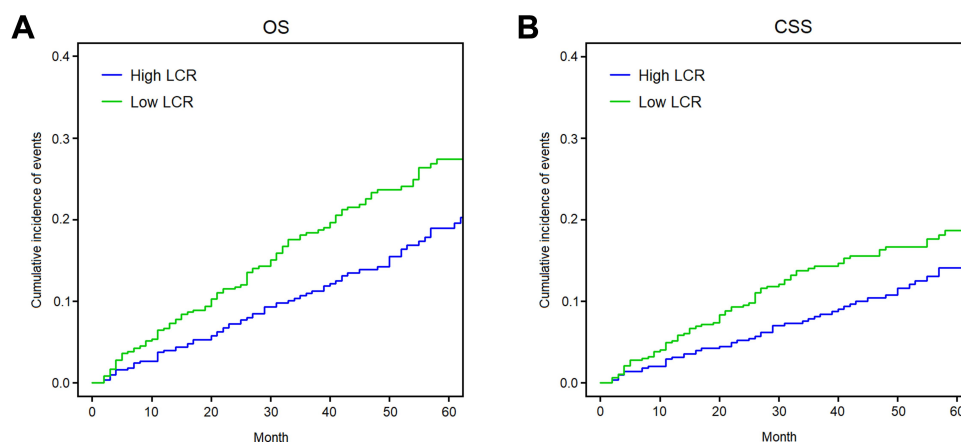 A
OS
0.4
0.3
0.2
0.1
0.0
Cumulative incidence of events
High LCR
Low LCR
0 10 20 30 40 50 60
Month
B
CSS
0.4
0.3
0.2
0.1
0.0
Cumulative incidence of events
High LCR
Low LCR
0 10 20 30 40 50 60
Month